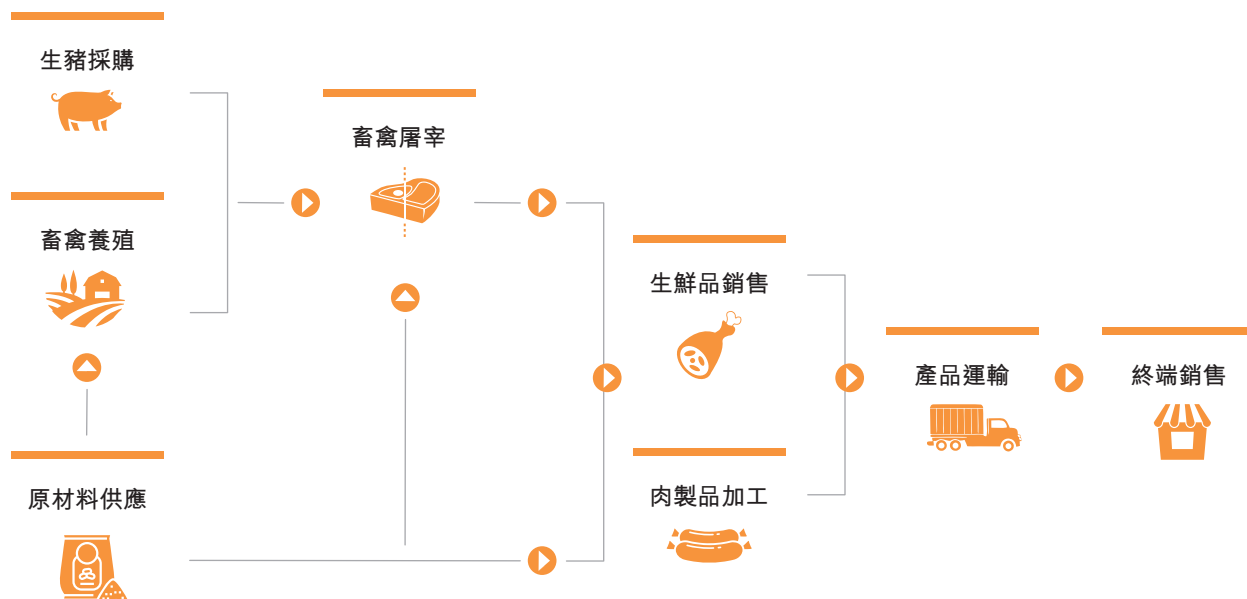 生豬採購
畜禽養殖
原材料供應
畜禽屠宰
生鮮品銷售
肉製品加工
產品運輸
終端銷售